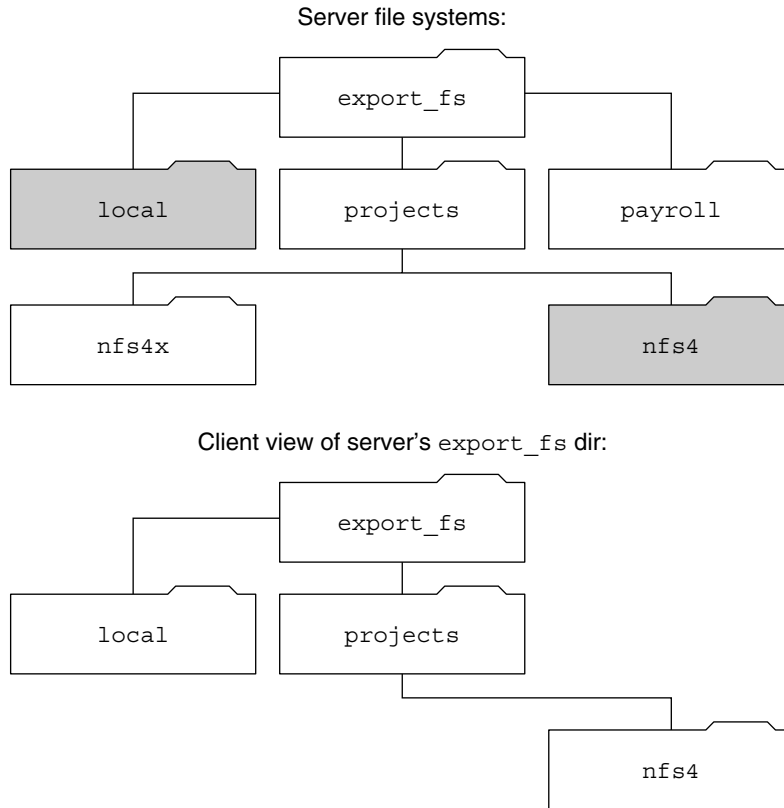 Server file systems:
export_fs
local
projects
payroll
nfs4x
nfs4
Client view of server’s export_fs dir:
export_fs
local
projects
nfs4